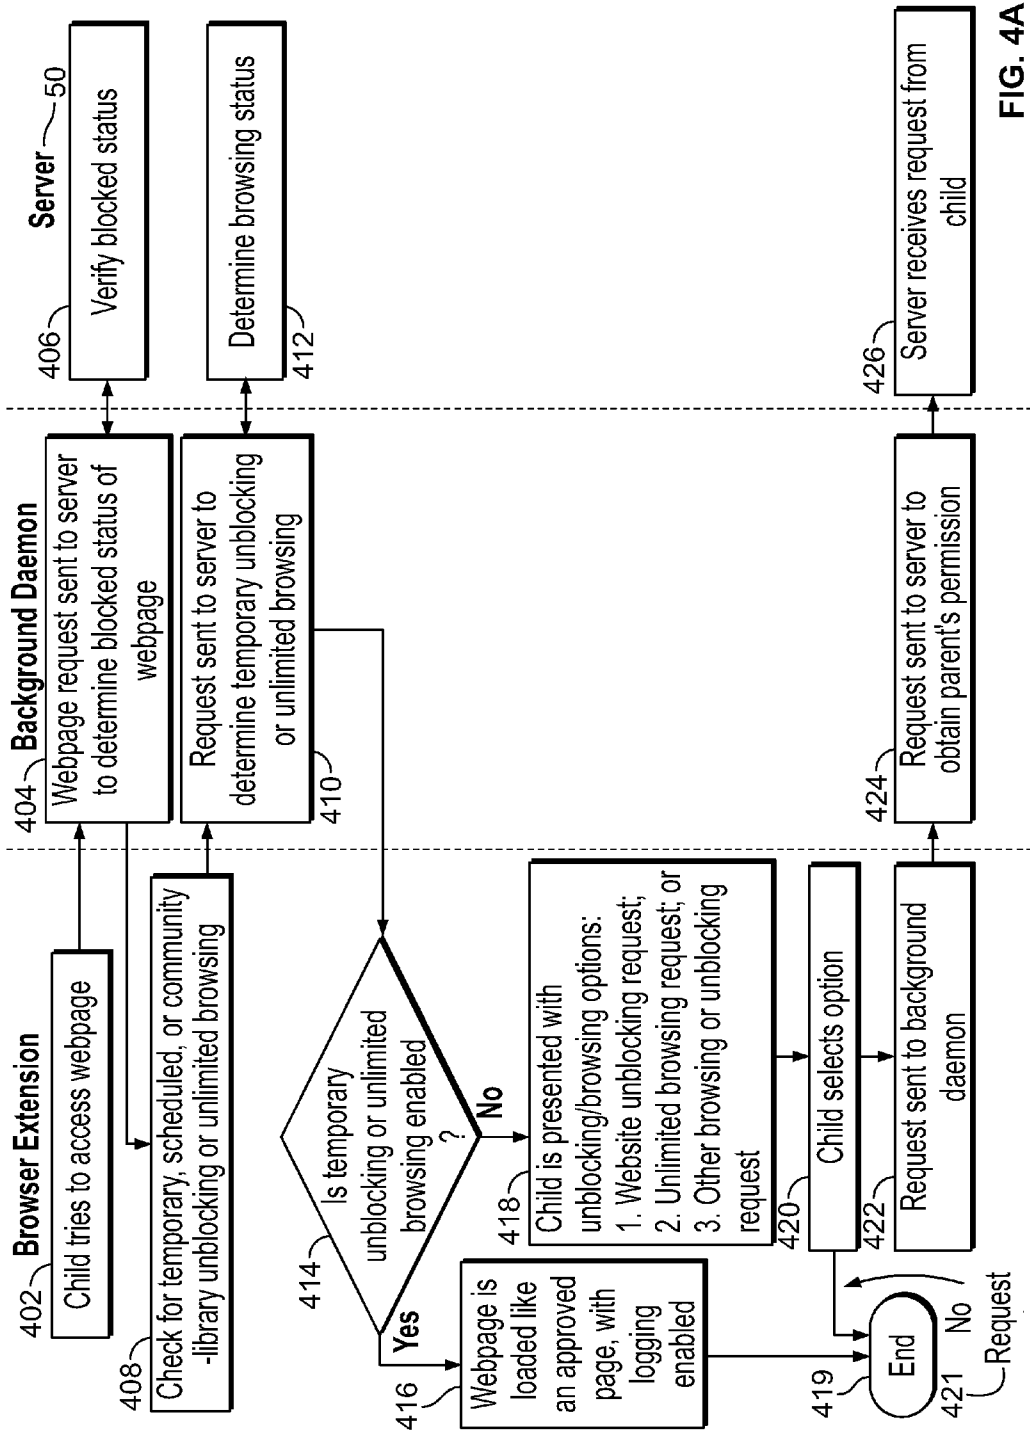 Browser Extension
Background Daemon
Server
50
402
Child tries to access webpage
404
Webpage request sent to server
to determine blocked status of
webpage
406
Verify blocked status
408
Check for temporary, scheduled, or community
-library unblocking or unlimited browsing
410
Request sent to server to
determine temporary unblocking
or unlimited browsing
412
Determine browsing status
414
Is temporary
unblocking or unlimited
browsing enabled
?
Yes
No
416
Webpage is
loaded like
an approved
page, with
logging
enabled
418
Child is presented with
unblocking/browsing options:
1. Website unblocking request;
2. Unlimited browsing request; or
3. Other browsing or unblocking
request
420
Child selects option
419
End
421
No
Request
422
Request sent to background
daemon
424
Request sent to server to
obtain parent's permission
426
Server receives request from
child
FIG. 4A